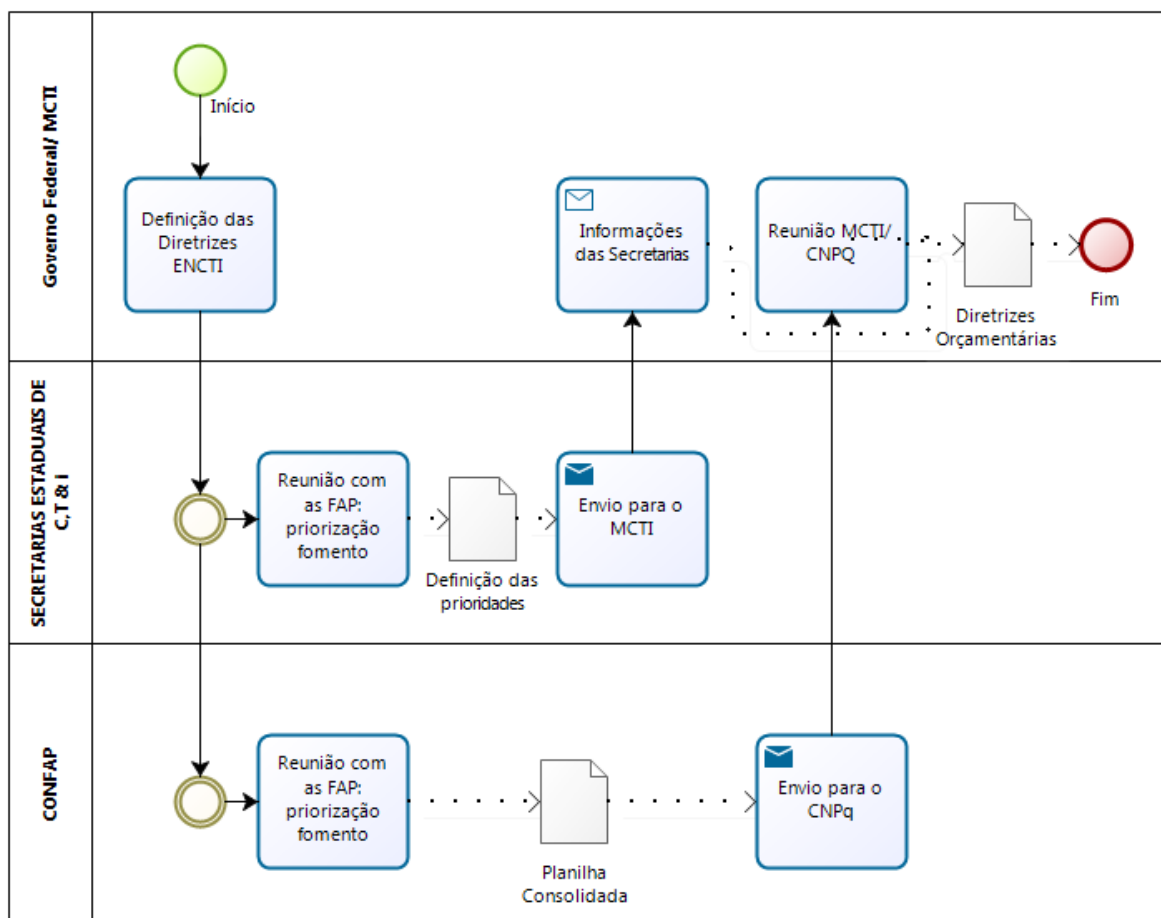 Governo Federal/ MCTI
Início
Definição das
Diretrizes
ENCTI
Informações
das Secretarias
Reunião MCTI/
CNPQ
Diretrizes
Orçamentárias
Fim
SECRETARIAS ESTADUAIS DE
C,T & i
Reunião com
as FAP:
priorização
fomento
Definição das
prioridades
Envio para o
MCTI
CONFAP
Reunião com
as FAP:
priorização
fomento
Planilha
Consolidada
Envio para o
CNPq